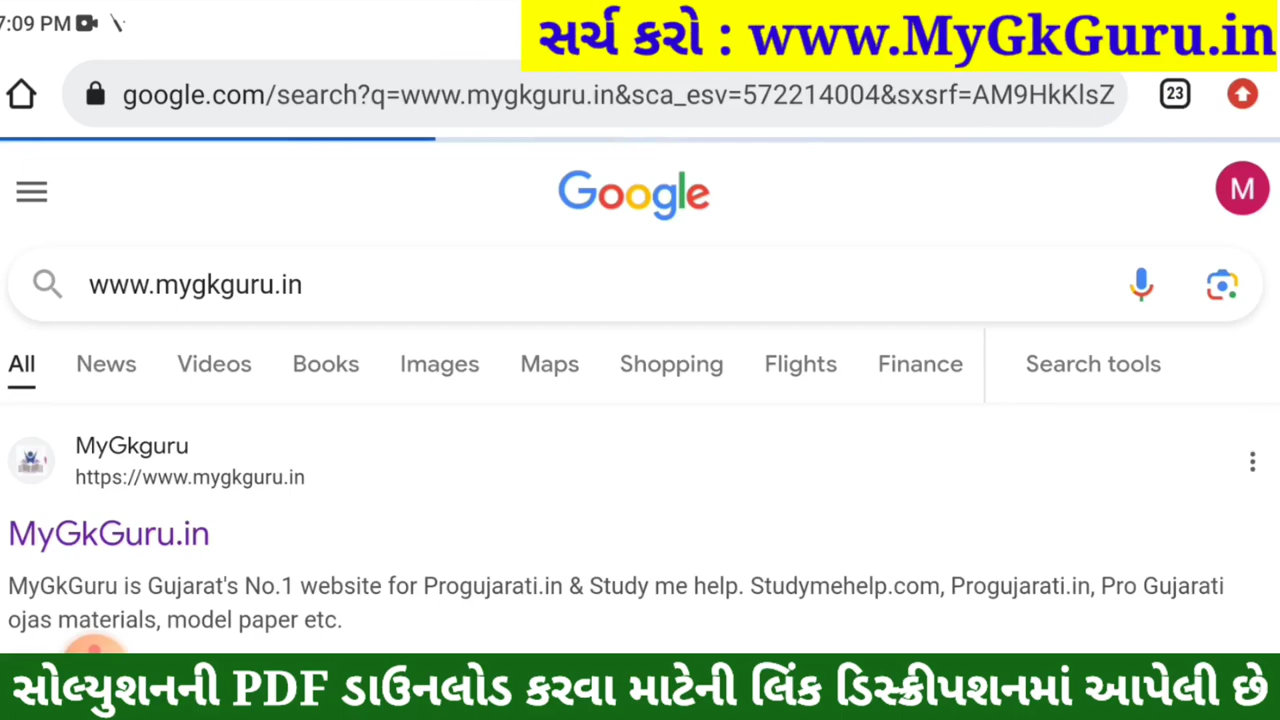 7:09 PM
સર્ચ કરો : www.MyGkGuru.in
google.com/search?q=www.mygkguru.in&sca_esv=572214004&sxsrf=AM9HkKlsZ
23
Google
M
www.mygkguru.in
All News Videos Books Images Maps Shopping Flights Finance Search tools
MyGkguru
https://www.mygkguru.in
MyGkGuru.in
MyGkGuru is Gujarat's No.1 website for Progujarati.in & Study me help. Studymehelp.com, Progujarati.in, Pro Gujarati
ojas materials, model paper etc.
સોલ્યુશનની PDF ડાઉનલોડ કરવા માટેની લિંક ડિસ્ક્રીપશનમાં આપેલી છે